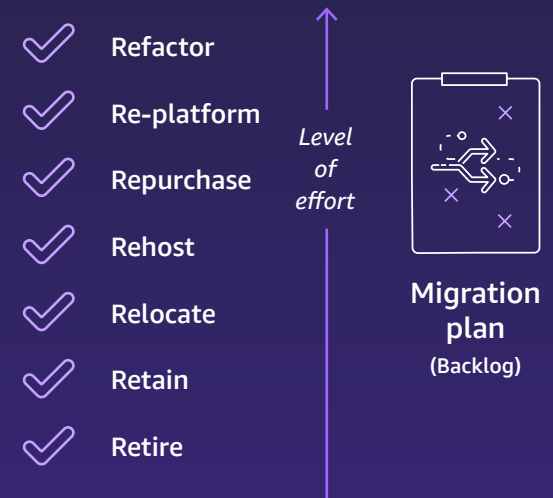 Refactor
Re-platform
Repurchase
Rehost
Relocate
Retain
Retire
Level
of
effort
Migration
plan
(Backlog)